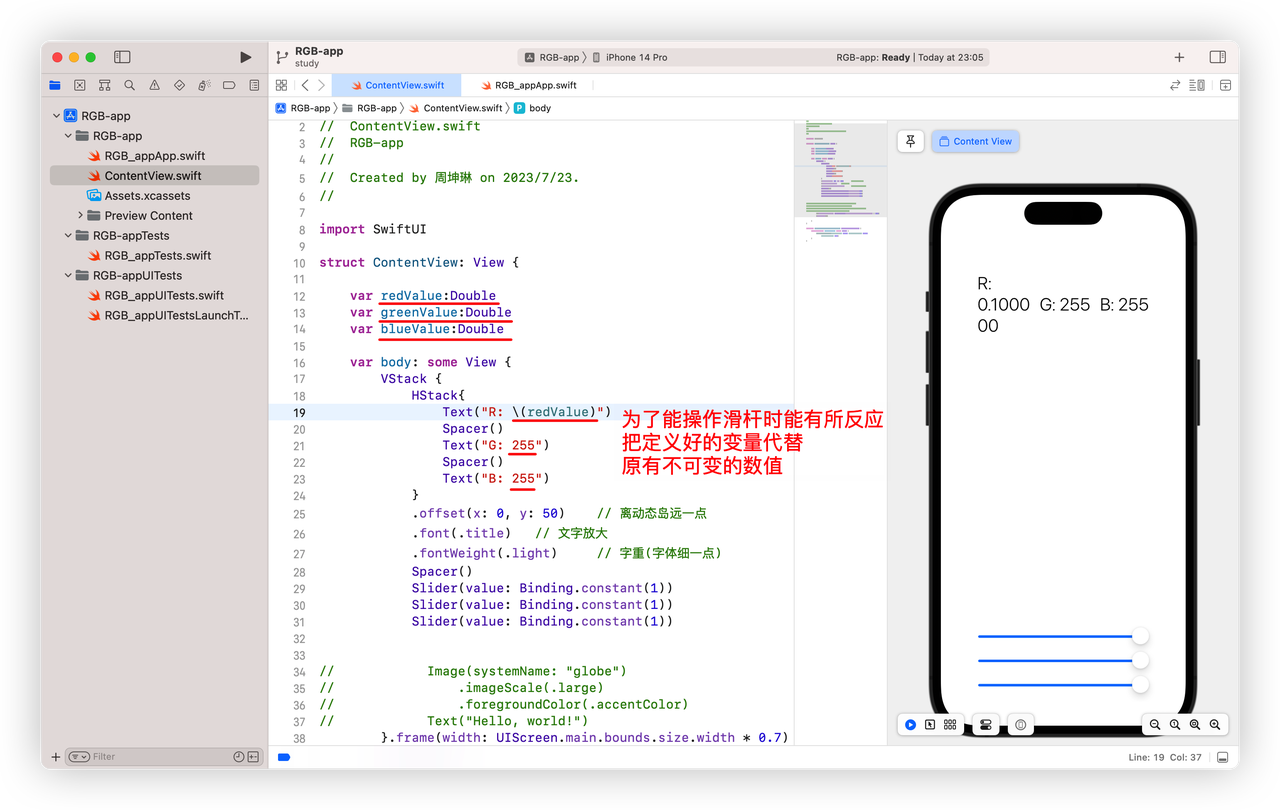 RGB-app
study
RGB-app 〉 iPhone 14 Pro
RGB-app: Ready | Today at 23:05
ContentView.swift
RGB_appApp.swift
RGB-app 〉 RGB-app 〉 ContentView.swift 〉 P body
RGB-app
RGB-app
RGB_appApp.swift
ContentView.swift
Assets.xcassets
Preview Content
RGB-appTests
RGB_appTests.swift
RGB-appUITests
RGB_appUITests.swift
RGB_appUITestsLaunchT...
Filter
2 // ContentView.swift
3 // RGB-app
4 //
5 // Created by 周坤琳 on 2023/7/23.
6 //
7
8 import SwiftUI
9
10 struct ContentView: View {
11
12 var redValue:Double
13 var greenValue:Double
14 var blueValue:Double
15
16 var body: some View {
17 VStack {
18 HStack{
19 Text("R: \(redValue)")
20 Spacer()
21 Text("G: 255")
22 Spacer()
23 Text("B: 255")
24 }
25 .offset(x: 0, y: 50) // 离动态岛远一点
26 .font(.title) // 文字放大
27 .fontWeight(.light) // 字重(字体细一点)
28 Spacer()
29 Slider(value: Binding.constant(1))
30 Slider(value: Binding.constant(1))
31 Slider(value: Binding.constant(1))
32
33
34 // Image(systemName: "globe")
35 // .imageScale(.large)
36 // .foregroundColor(.accentColor)
37 // Text("Hello, world!")
38 }.frame(width: UIScreen.main.bounds.size.width * 0.7)
为了能操作滑杆时能有所反应
把定义好的变量代替
原有不可变的数值
Content View
R:
0.1000 G: 255 B: 255
00
Line: 19 Col: 37